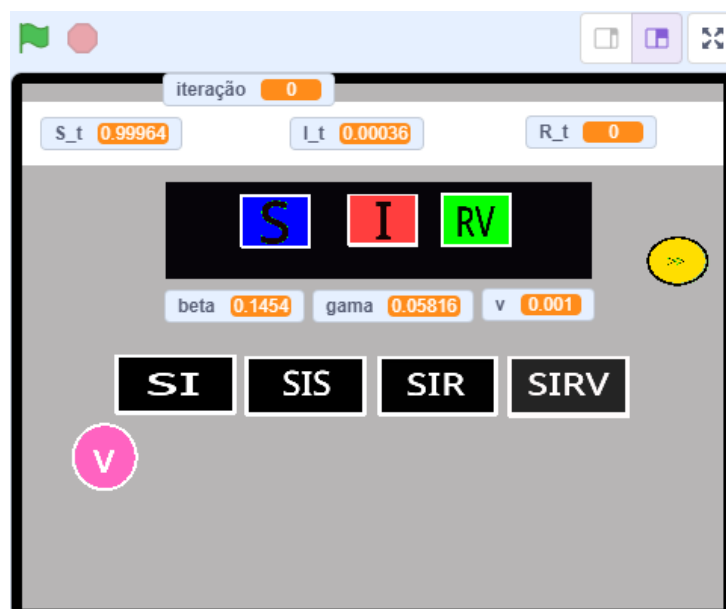 iteração 0
S_t 0.99964 I_t 0.00036 R_t 0
S I RV
>>
beta 0.1454 gama 0.05816 v 0.001
SI SIS SIR SIRV
V